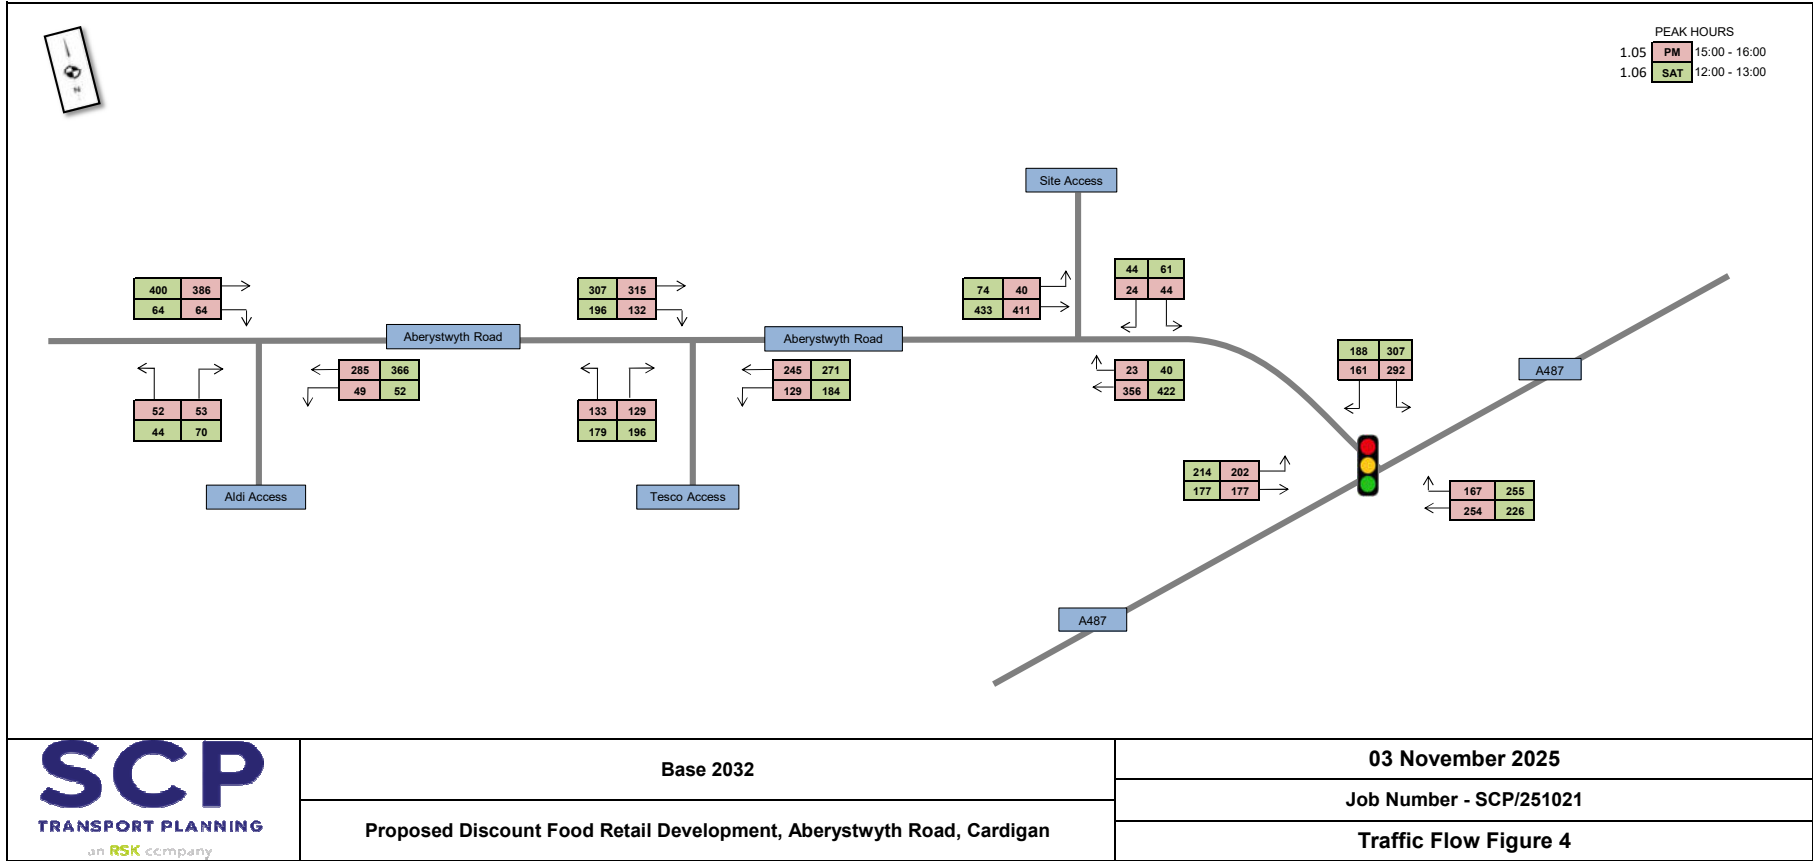 PEAK HOURS
1.05 PM 15:00 - 16:00
1.06 SAT 12:00 - 13:00
N
Site Access
44 61
24 44
400 386
64 64
307 315
196 132
74 40
433 411
Aberystwyth Road
Aberystwyth Road
188 307
161 292
A487
285 366
49 52
245 271
129 184
23 40
356 422
52 53
44 70
133 129
179 196
214 202
177 177
167 255
254 226
Aldi Access
Tesco Access
A487
SCP
TRANSPORT PLANNING
an RSK company
Base 2032
Proposed Discount Food Retail Development, Aberystwyth Road, Cardigan
03 November 2025
Job Number - SCP/251021
Traffic Flow Figure 4